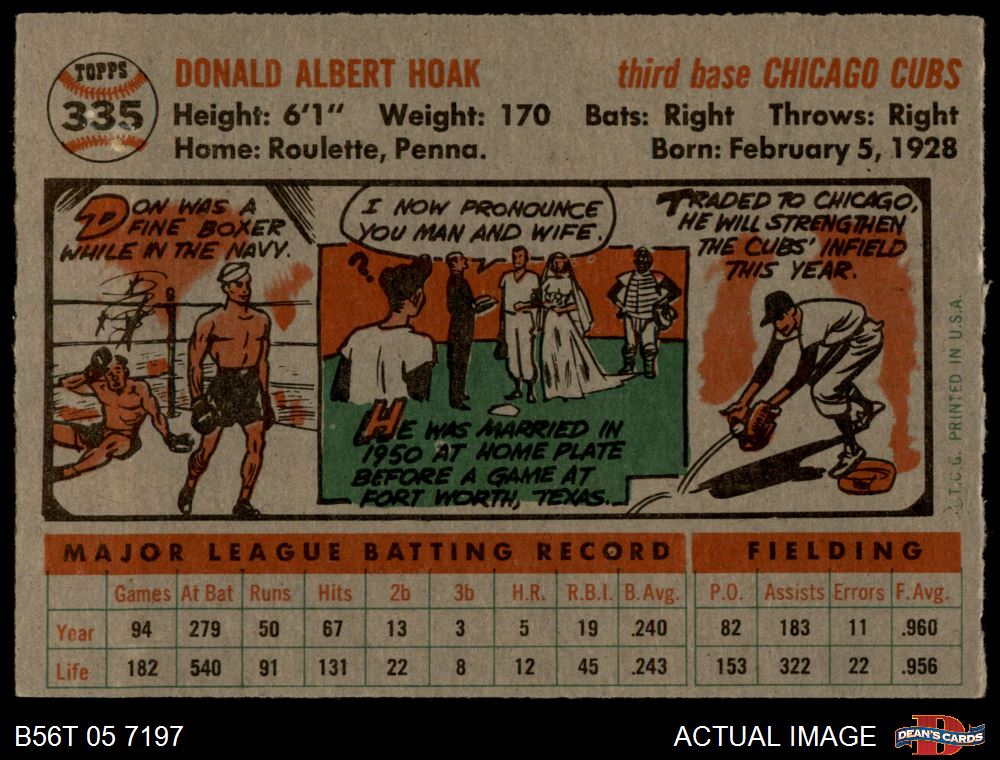 TOPPS
335
DONALD ALBERT HOAK third base CHICAGO CUBS
Height: 6'1" Weight: 170 Bats: Right Throws: Right
Home: Roulette, Penna. Born: February 5, 1928
DON WAS A
FINE BOXER
WHILE IN THE NAVY.
I NOW PRONOUNCE
YOU MAN AND WIFE.
?...
HE WAS MARRIED IN
1950 AT HOME PLATE
BEFORE A GAME AT
FORT WORTH, TEXAS.
TRADED TO CHICAGO,
HE WILL STRENGTHEN
THE CUBS' INFIELD
THIS YEAR.
T.C.G. PRINTED IN U.S.A.
MAJOR LEAGUE BATTING RECORD FIELDING
Games At Bat Runs Hits 2b 3b H.R. R.B.I. B.Avg. P.O. Assists Errors F.Avg.
Year 94 279 50 67 13 3 5 19 .240 82 183 11 .960
Life 182 540 91 131 22 8 12 45 .243 153 322 22 .956
B56T 05 7197 ACTUAL IMAGE
DEAN'S CARDS